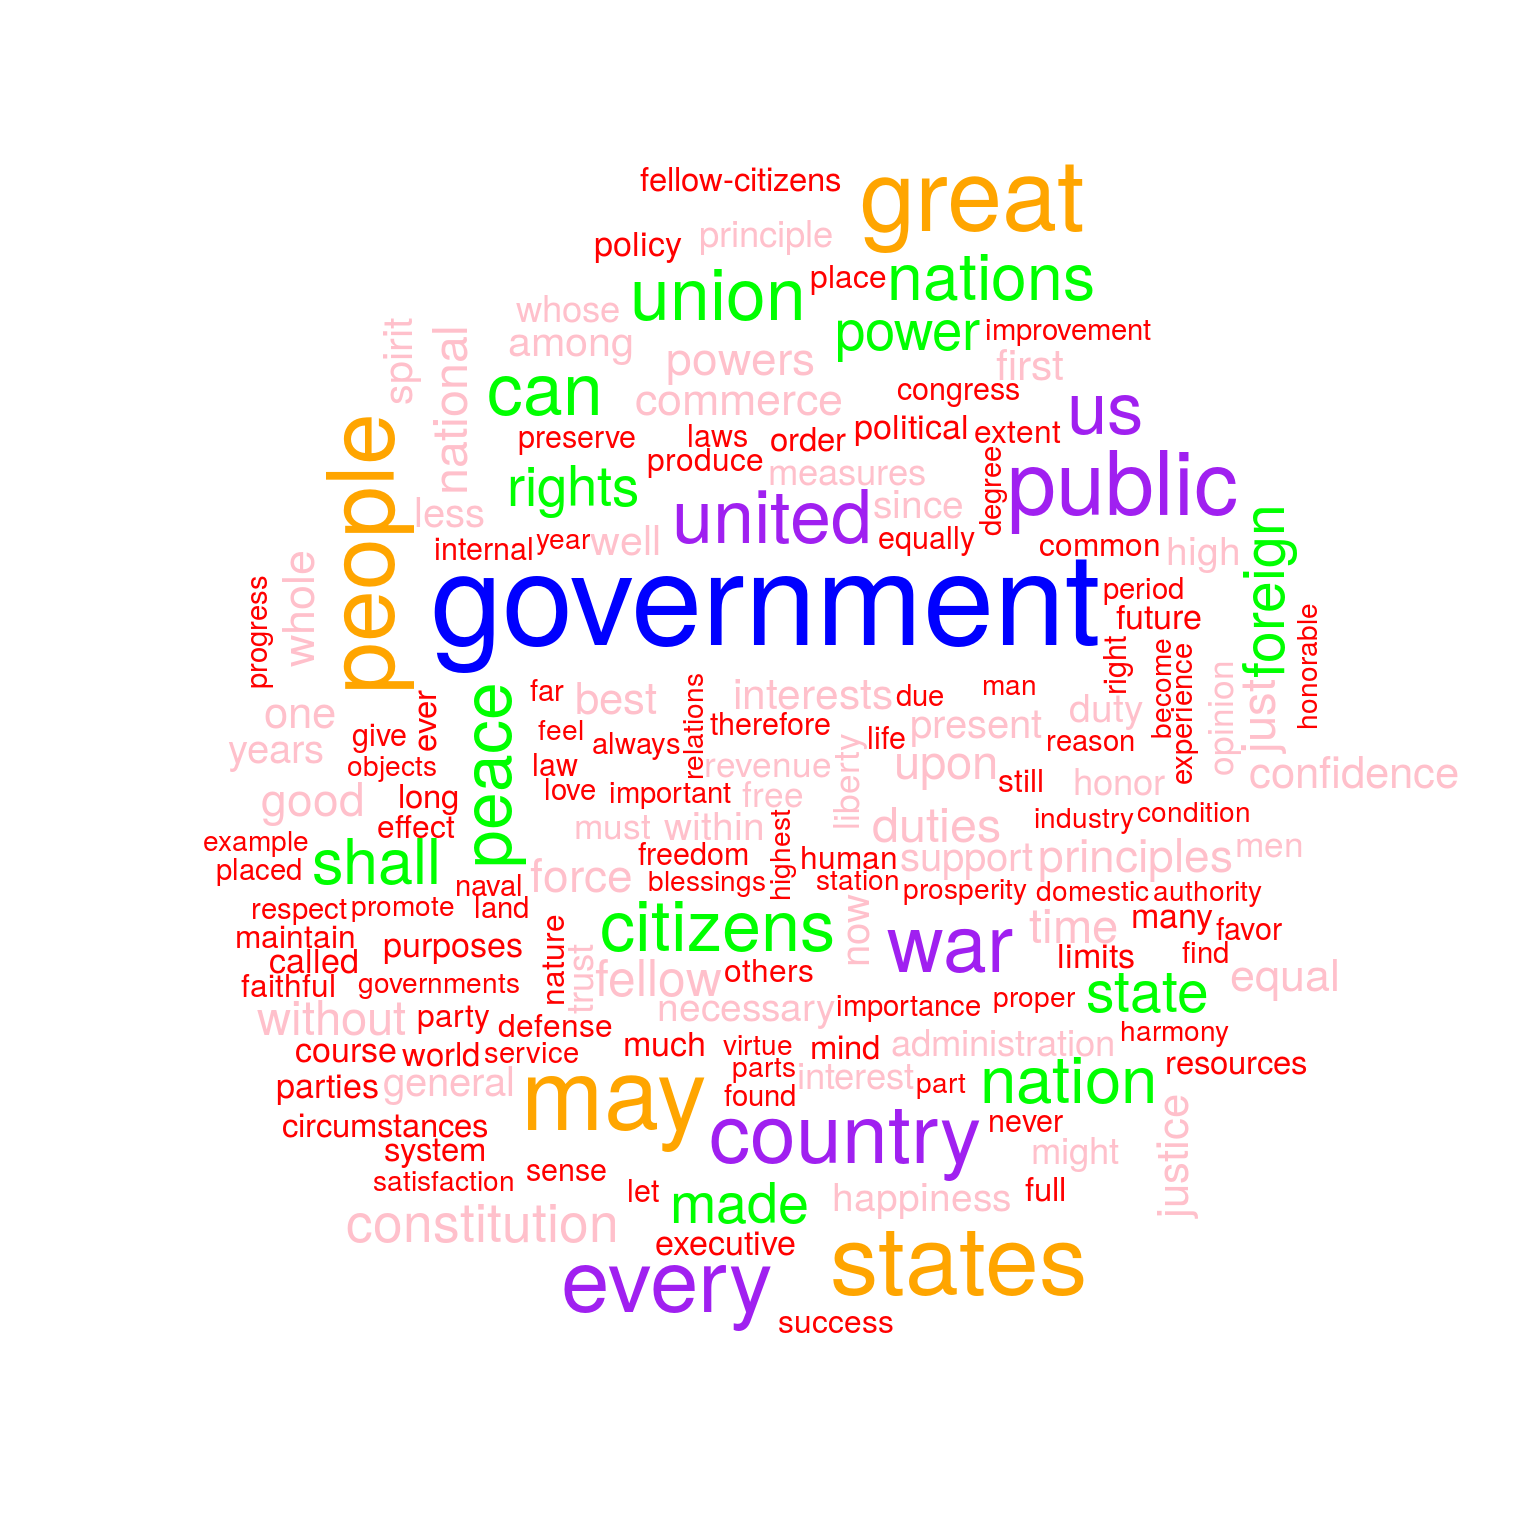 fellow-citizens
great
policy
principle
union
place
nations
whose
power
improvement
spirit
national
among
powers
first
can
commerce
congress
us
people
preserve
laws
order
political
extent
produce
measures
degree
public
rights
less
united
since
foreign
internal
year
well
equally
common
high
whole
progress
government
period
future
right
become
experience
honorable
opinion
just
peace
far
best
relations
interests
due
man
duty
one
ever
give
feel
always
therefore
life
present
reason
years
objects
law
revenue
liberty
upon
still
honor
confidence
good
long
love
important
free
effect
must
within
highest
duties
industry
condition
example
shall
freedom
human
support
principles
men
placed
naval
force
blessings
station
prosperity
domestic
authority
respect
promote
land
nature
citizens
now
war
time
many
favor
maintain
purposes
called
trust
fellow
others
limits
find
faithful
governments
necessary
importance
proper
state
equal
without
party
defense
harmony
course
world
service
much
virtue
mind
administration
resources
parties
general
may
parts
interest
part
nation
found
country
never
justice
circumstances
system
might
satisfaction
sense
let
made
happiness
full
constitution
executive
every
states
success